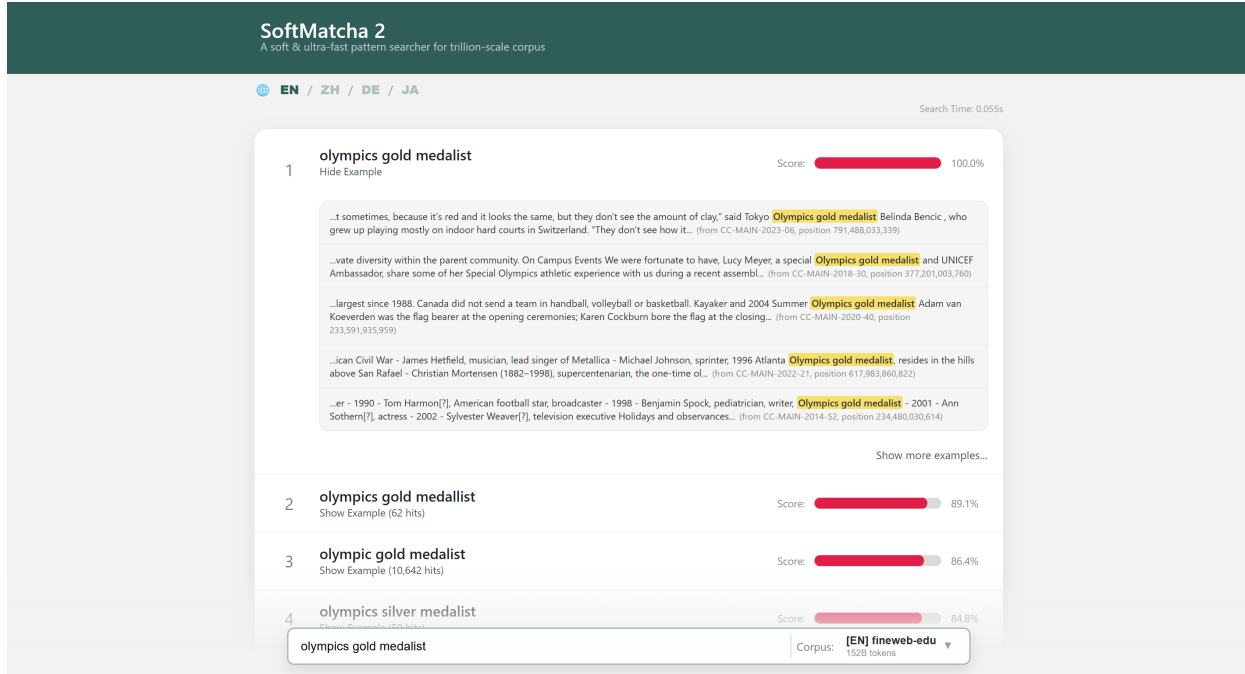 SoftMatcha 2
A soft & ultra-fast pattern searcher for trillion-scale corpus
EN / ZH / DE / JA
Search Time: 0.055s
1
olympics gold medalist
Hide Example
Score: 100.0%
...t sometimes, because it's red and it looks the same, but they don't see the amount of clay," said Tokyo Olympics gold medalist Belinda Bencic , who
grew up playing mostly on indoor hard courts in Switzerland. "They don't see how it... (from CC-MAIN-2023-06, position 791,488,033,339)
...vate diversity within the parent community. On Campus Events We were fortunate to have, Lucy Meyer, a special Olympics gold medalist and UNICEF
Ambassador, share some of her Special Olympics athletic experience with us during a recent assembl... (from CC-MAIN-2018-30, position 377,201,003,760)
...largest since 1988. Canada did not send a team in handball, volleyball or basketball. Kayaker and 2004 Summer Olympics gold medalist Adam van
Koeverden was the flag bearer at the opening ceremonies; Karen Cockburn bore the flag at the closing... (from CC-MAIN-2020-40, position
233,591,935,959)
...ican Civil War - James Hetfield, musician, lead singer of Metallica - Michael Johnson, sprinter, 1996 Atlanta Olympics gold medalist, resides in the hills
above San Rafael - Christian Mortensen (1882–1998), supercentenarian, the one-time ol... (from CC-MAIN-2022-21, position 617,983,860,822)
...er - 1990 - Tom Harmon[?], American football star, broadcaster - 1998 - Benjamin Spock, pediatrician, writer, Olympics gold medalist - 2001 - Ann
Sothern[?], actress - 2002 - Sylvester Weaver[?], television executive Holidays and observances... (from CC-MAIN-2014-52, position 234,480,030,614)
Show more examples...
2
olympics gold medallist
Show Example (62 hits)
Score: 89.1%
3
olympic gold medalist
Show Example (10,642 hits)
Score: 86.4%
4
olympics silver medalist
Show Example (50 hits)
Score: 84.8%
olympics gold medalist
Corpus: [EN] fineweb-edu ▼
152B tokens